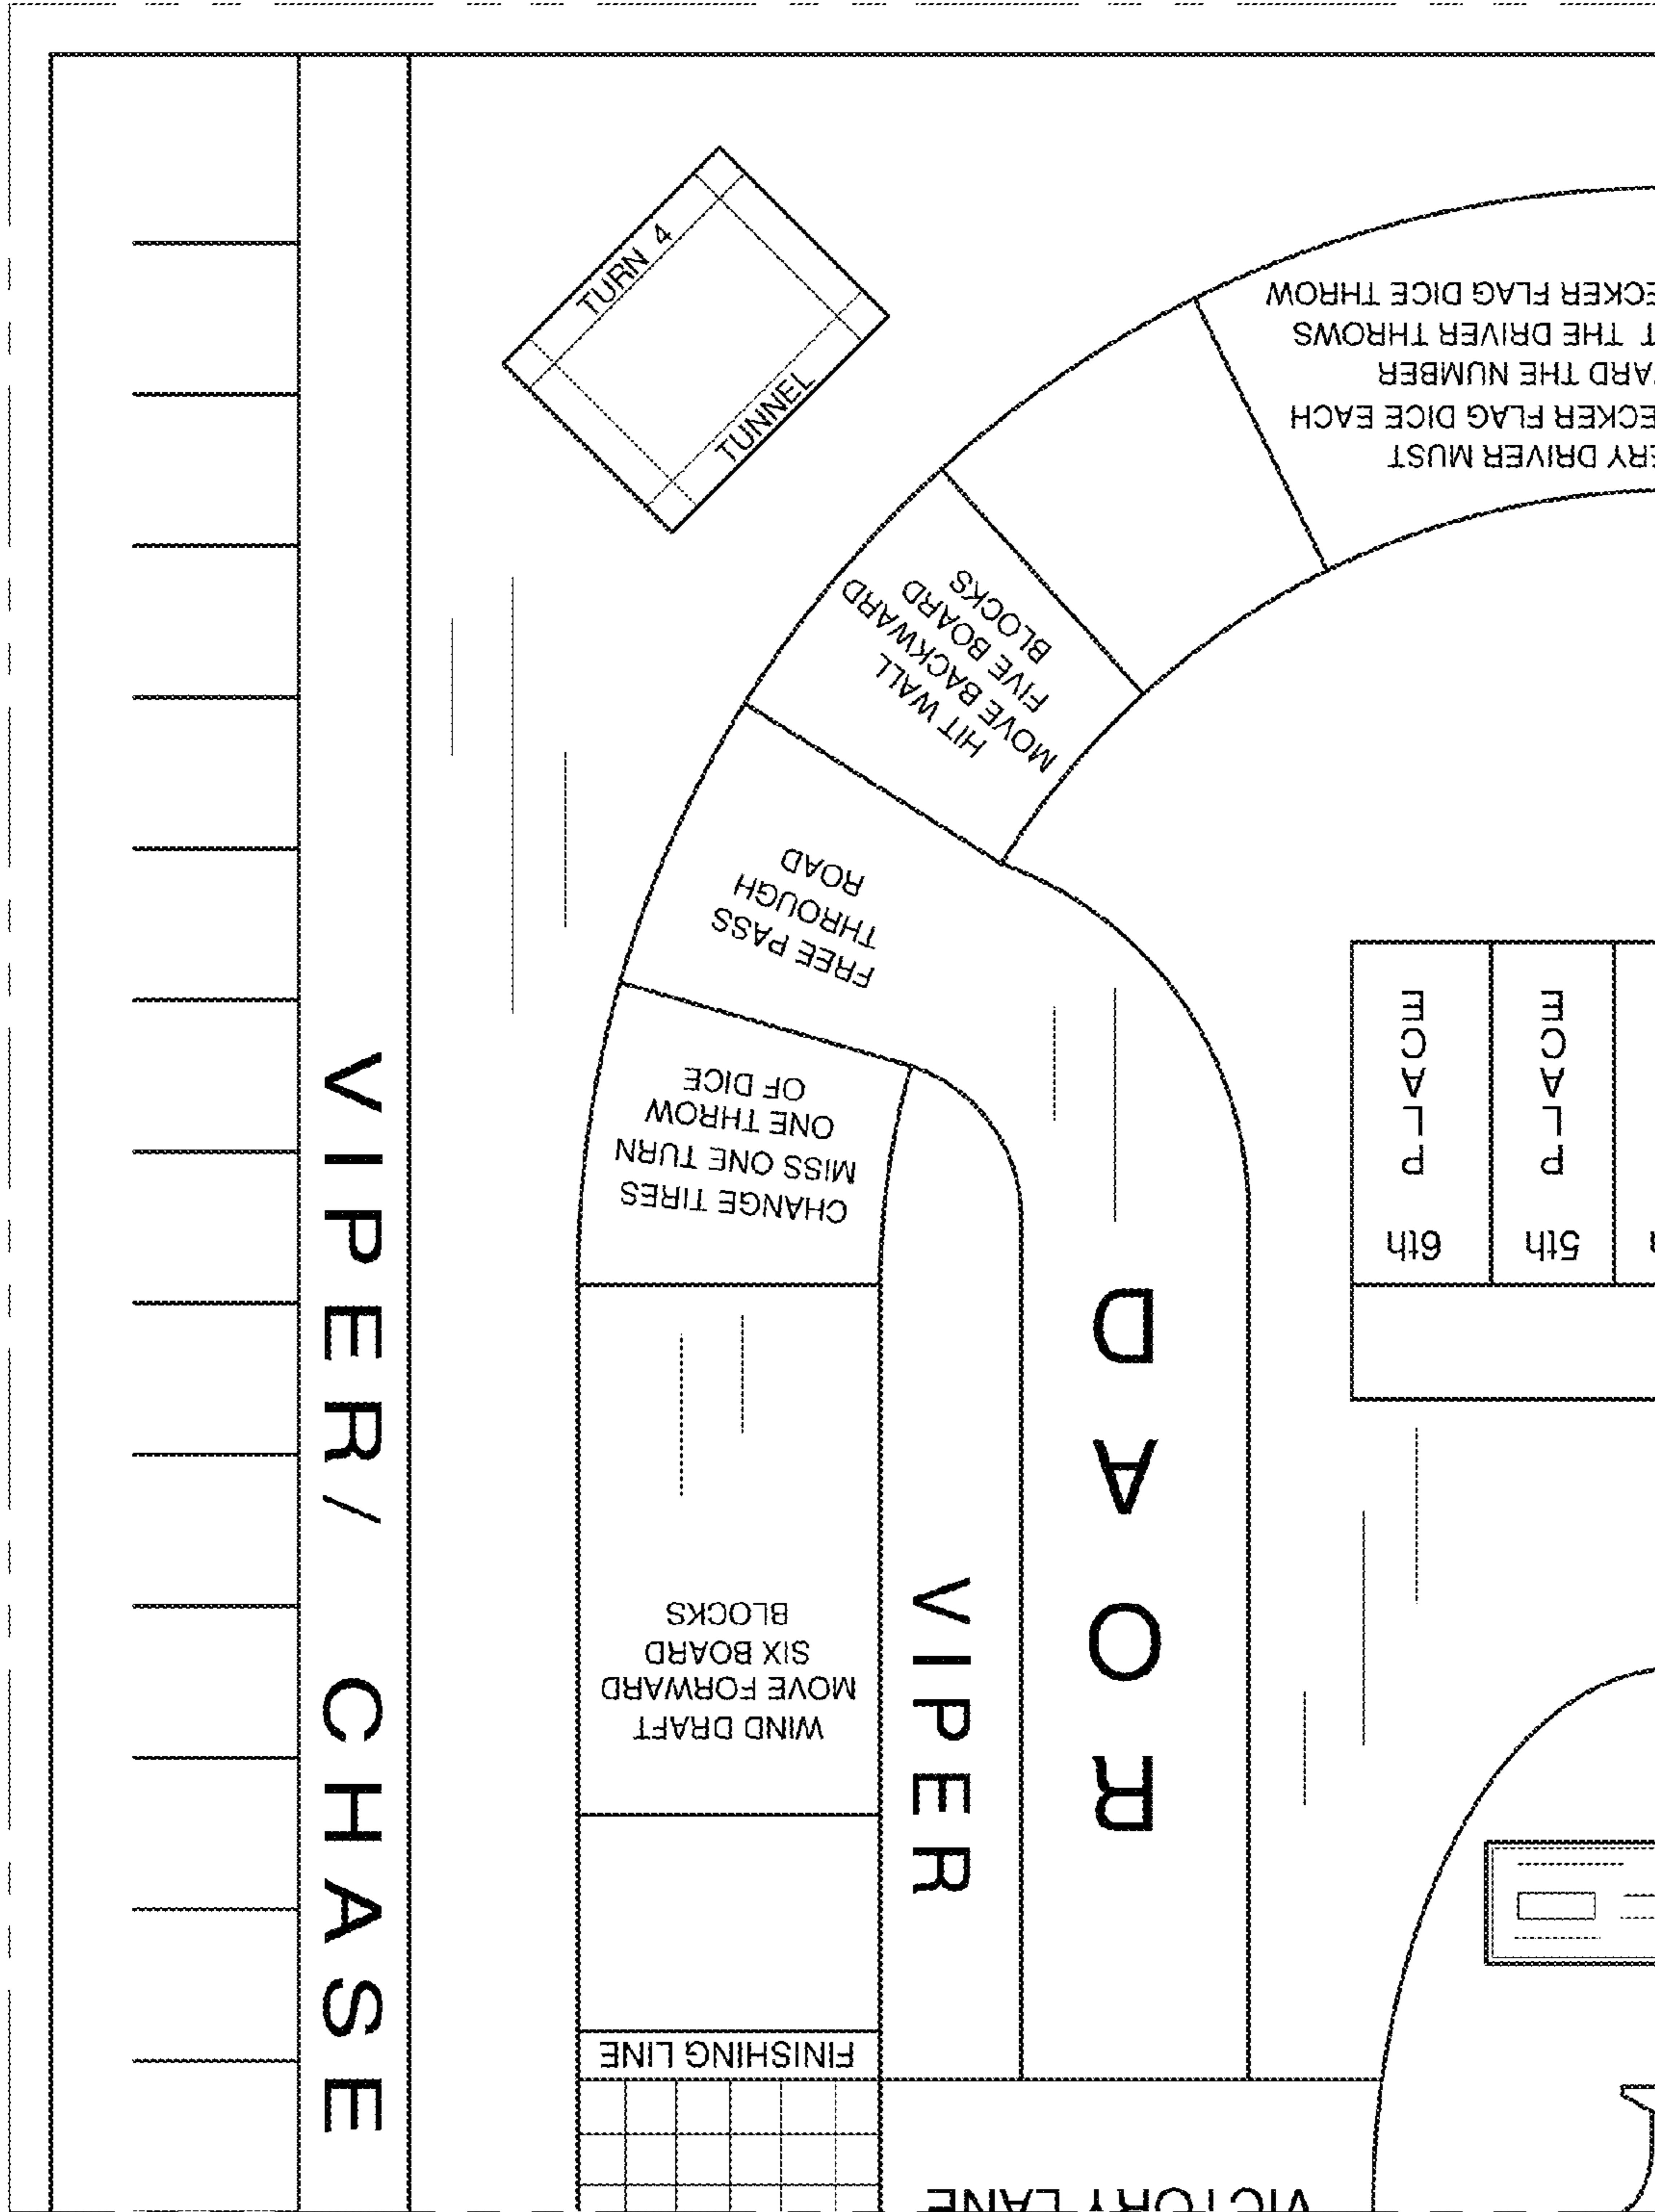 TURN 4
TUNNEL
ERY DRIVER MUST
ECKER FLAG DICE EACH
ARD THE NUMBER
T THE DRIVER THROWS
ECKER FLAG DICE THROW
HIT WALL
MOVE BACKWARD
FIVE BOARD
BLOCKS
FREE PASS
THROUGH
ROAD
CHANGE TIRES
MISS ONE TURN
ONE THROW
OF DICE
WIND DRAFT
MOVE FORWARD
SIX BOARD
BLOCKS
FINISHING LINE
VIPER/ CHASE
VIPER
ROAD
6th PLACE
5th PLACE
VICTORY LANE